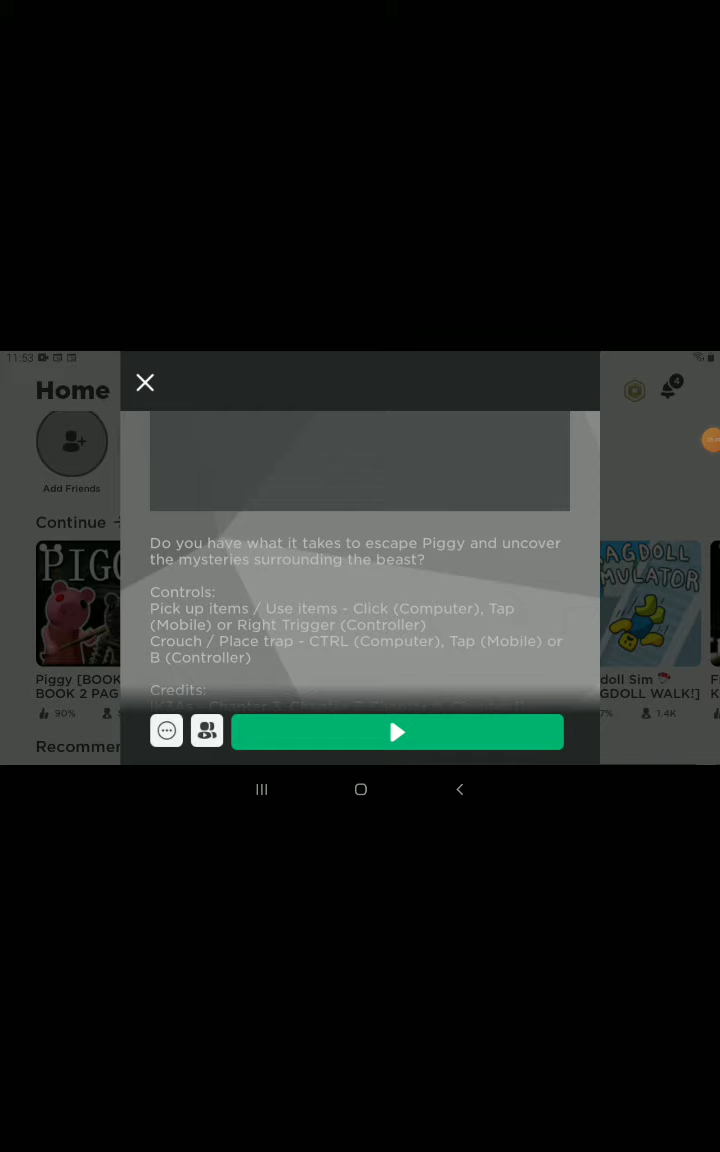 11:53
Home
4
Add Friends
Continue
PIGG
AGDOLL
MULATOR
Do you have what it takes to escape Piggy and uncover
the mysteries surrounding the beast?
Controls:
Pick up items / Use items - Click (Computer), Tap
(Mobile) or Right Trigger (Controller)
Crouch / Place trap - CTRL (Computer), Tap (Mobile) or
B (Controller)
Credits:
Piggy [BOOK
BOOK 2 PAG
90%
doll Sim
GDOLL WALK!]
7%
1.4K
F
K
Recommen